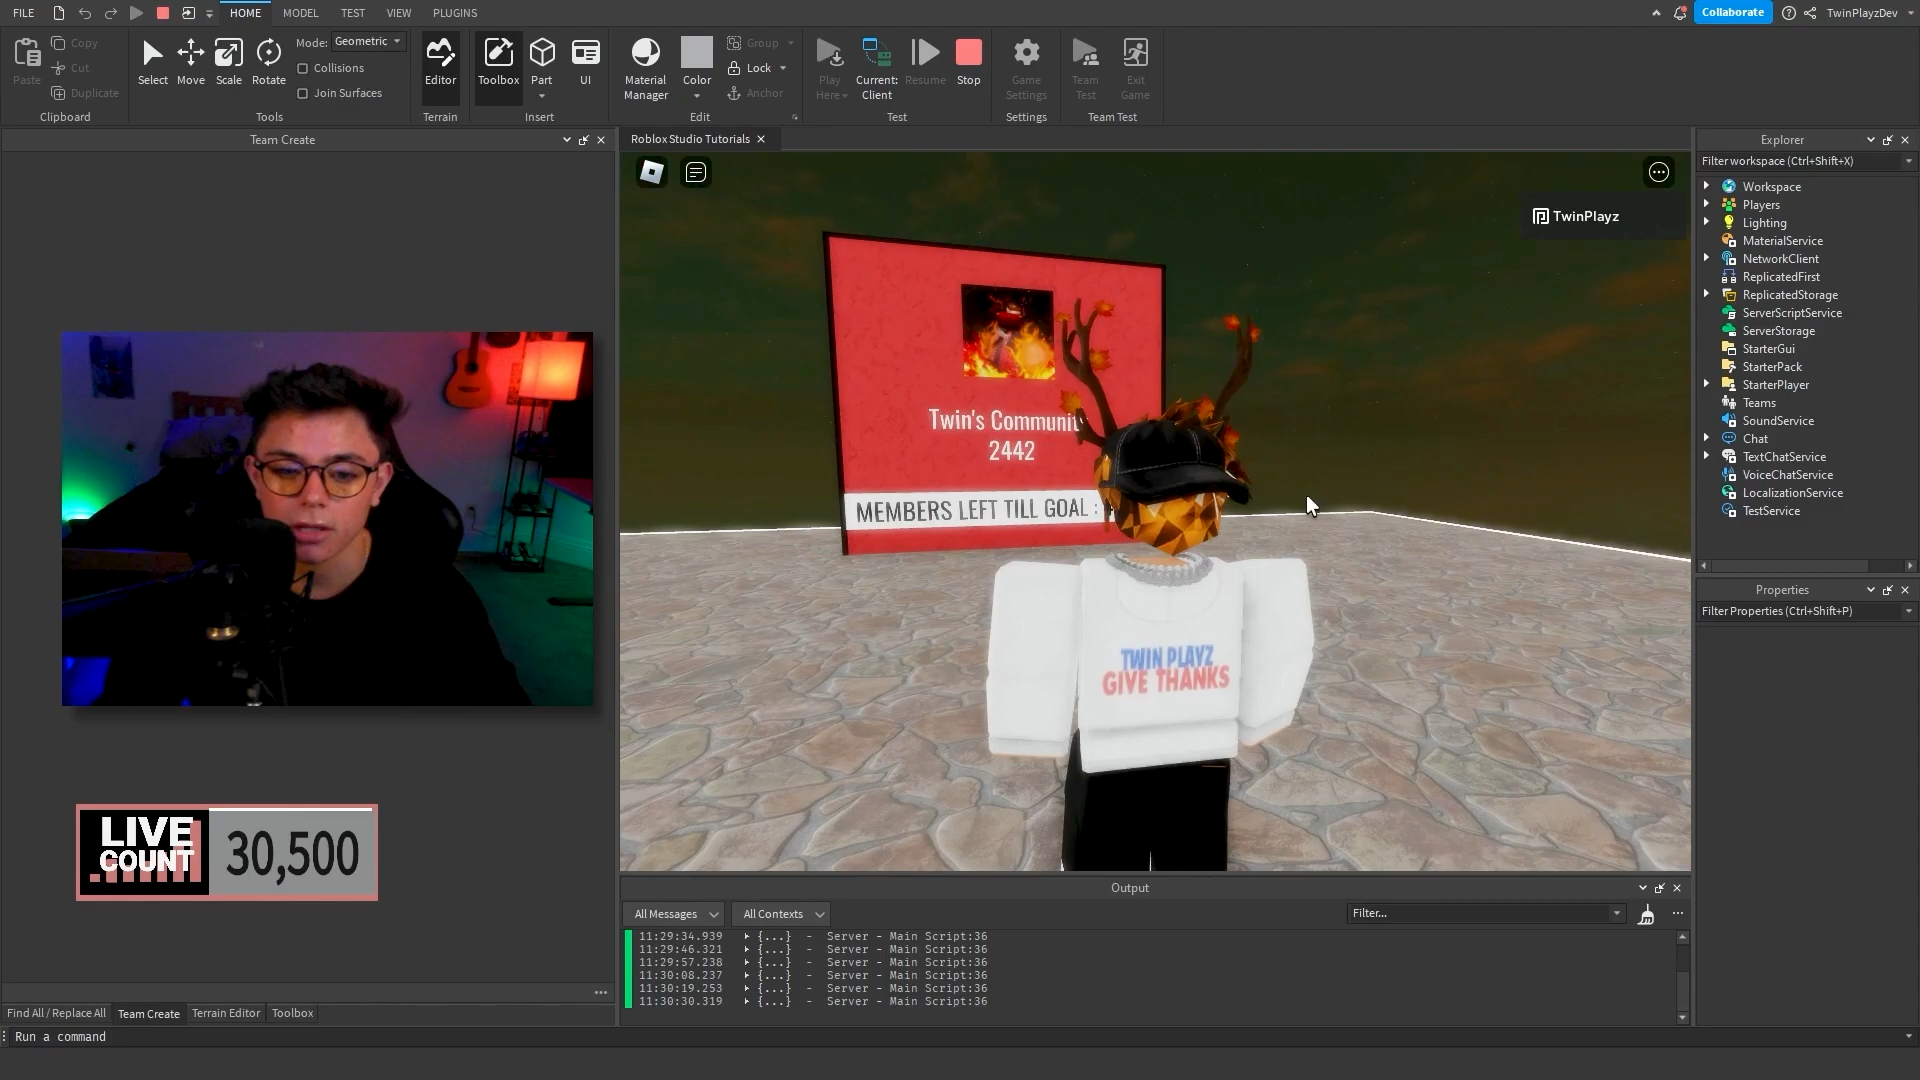 FILE
HOME
MODEL
TEST
VIEW
PLUGINS
Collaborate
TwinPlayzDev
Paste
Copy
Cut
Duplicate
Clipboard
Select
Move
Scale
Rotate
Mode: Geometric
Collisions
Join Surfaces
Tools
Editor
Terrain
Toolbox
Part
UI
Insert
Material
Manager
Color
Group
Lock
Anchor
Edit
Play
Here
Current:
Client
Resume
Stop
Test
Game
Settings
Settings
Team
Test
Exit
Game
Team Test
Team Create
LIVE
COUNT
30,500
Find All / Replace All
Team Create
Terrain Editor
Toolbox
Run a command
Roblox Studio Tutorials
TwinPlayz
Twin's
2442
MEMBERS LEFT TILL GOAL :
TWIN PLAYZ
GIVE THANKS
Output
All Messages
All Contexts
Filter...
11:29:34.939 {...} - Server - Main Script:36
11:29:46.321 {...} - Server - Main Script:36
11:29:57.238 {...} - Server - Main Script:36
11:30:08.237 {...} - Server - Main Script:36
11:30:19.253 {...} - Server - Main Script:36
11:30:30.319 {...} - Server - Main Script:36
Explorer
Filter workspace (Ctrl+Shift+X)
Workspace
Players
Lighting
MaterialService
NetworkClient
ReplicatedFirst
ReplicatedStorage
ServerScriptService
ServerStorage
StarterGui
StarterPack
StarterPlayer
Teams
SoundService
Chat
TextChatService
VoiceChatService
LocalizationService
TestService
Properties
Filter Properties (Ctrl+Shift+P)